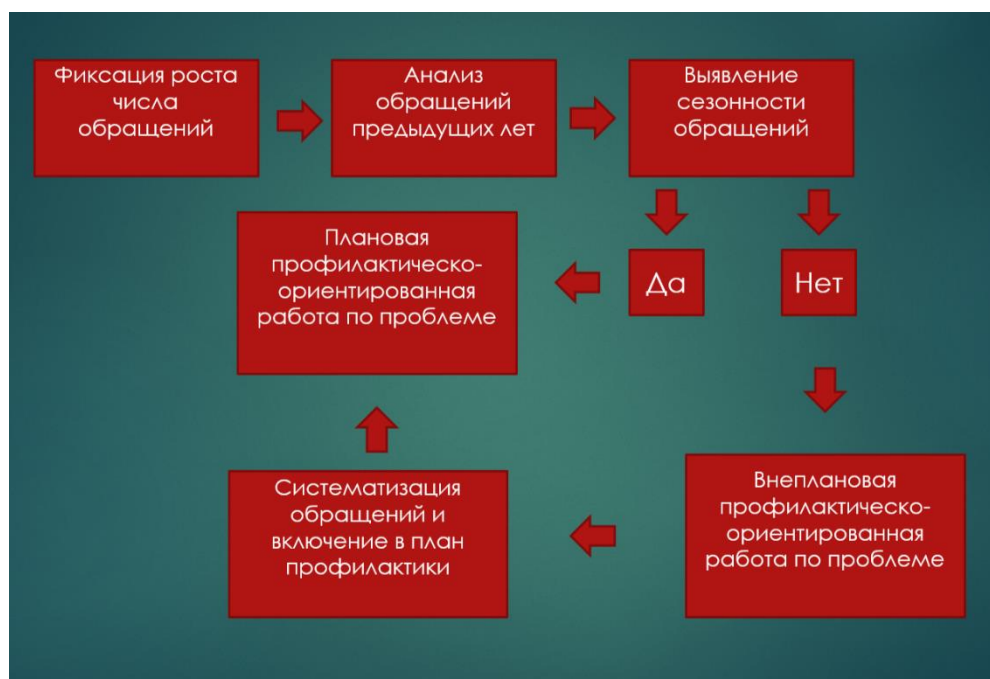 Фиксация роста
числа
обращений
Анализ
обращений
предыдущих лет
Выявление
сезонности
обращений
Да
Нет
Плановая
профилактическо-
ориентированная
работа по проблеме
Внеплановая
профилактическо-
ориентированная
работа по проблеме
Систематизация
обращений и
включение в план
профилактики